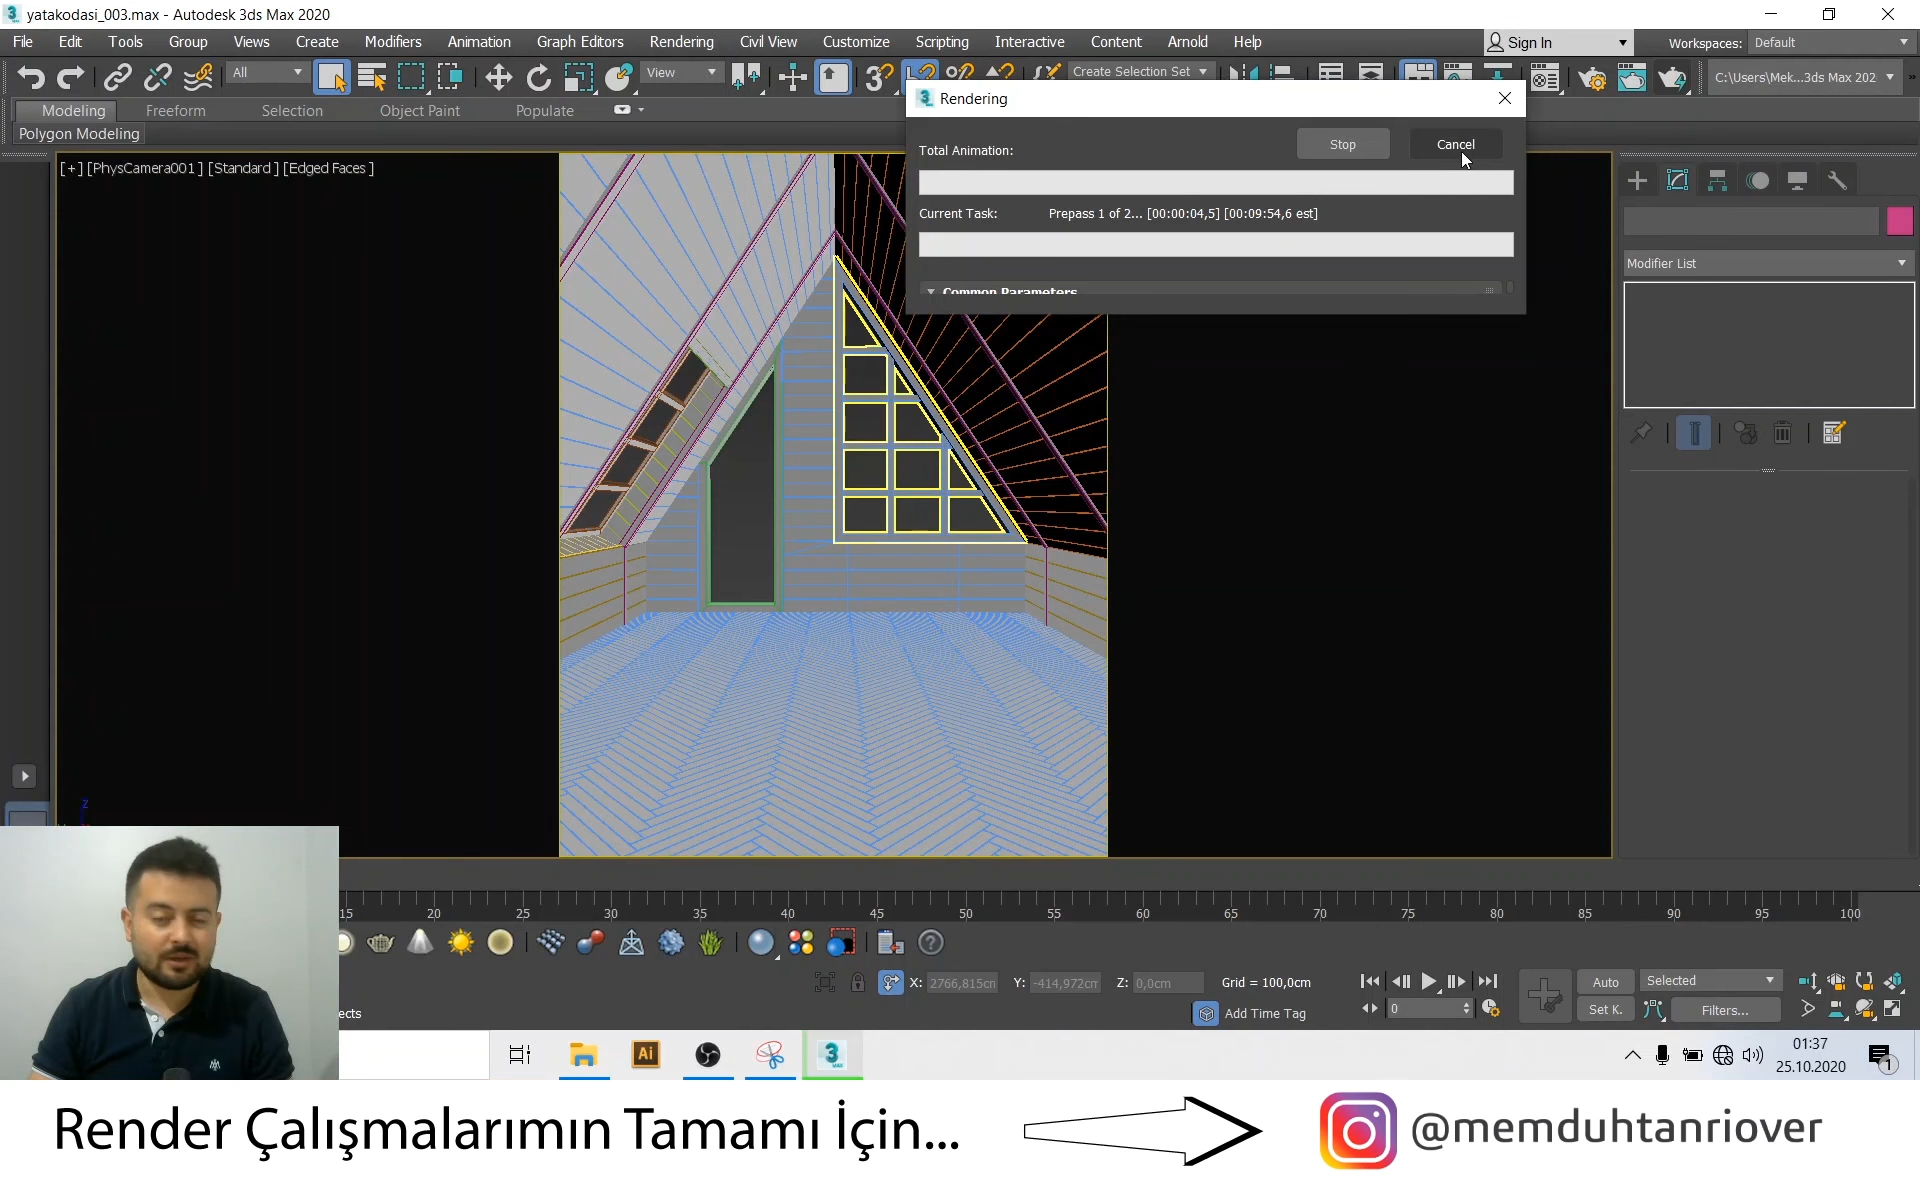 yatakodasi_003.max - Autodesk 3ds Max 2020
File Edit Tools Group Views Create Modifiers Animation Graph Editors Rendering Civil View Customize Scripting Interactive Content Arnold Help
Sign In
Workspaces: Default
All
View
3
Create Selection Set
C:\Users\Mek...3ds Max 202
Modeling Freeform Selection Object Paint Populate
Polygon Modeling
Rendering
Stop
Cancel
Total Animation:
Current Task: Prepass 1 of 2... [00:00:04,5] [00:09:54,6 est]
Common Parameters
[+] [PhysCamera001] [Standard] [Edged Faces]
Modifier List
z
15 20 25 30 35 40 45 50 55 60 65 70 75 80 85 90 95 100
X: 2766,815cm Y: -414,972cm Z: 0,0cm Grid = 100,0cm
Auto
Selected
ects
Add Time Tag
0
Set K.
Filters...
Ai
3
MAX
01:37
25.10.2020
1
Render Çalışmalarımın Tamamı İçin...
@memduhtanriover